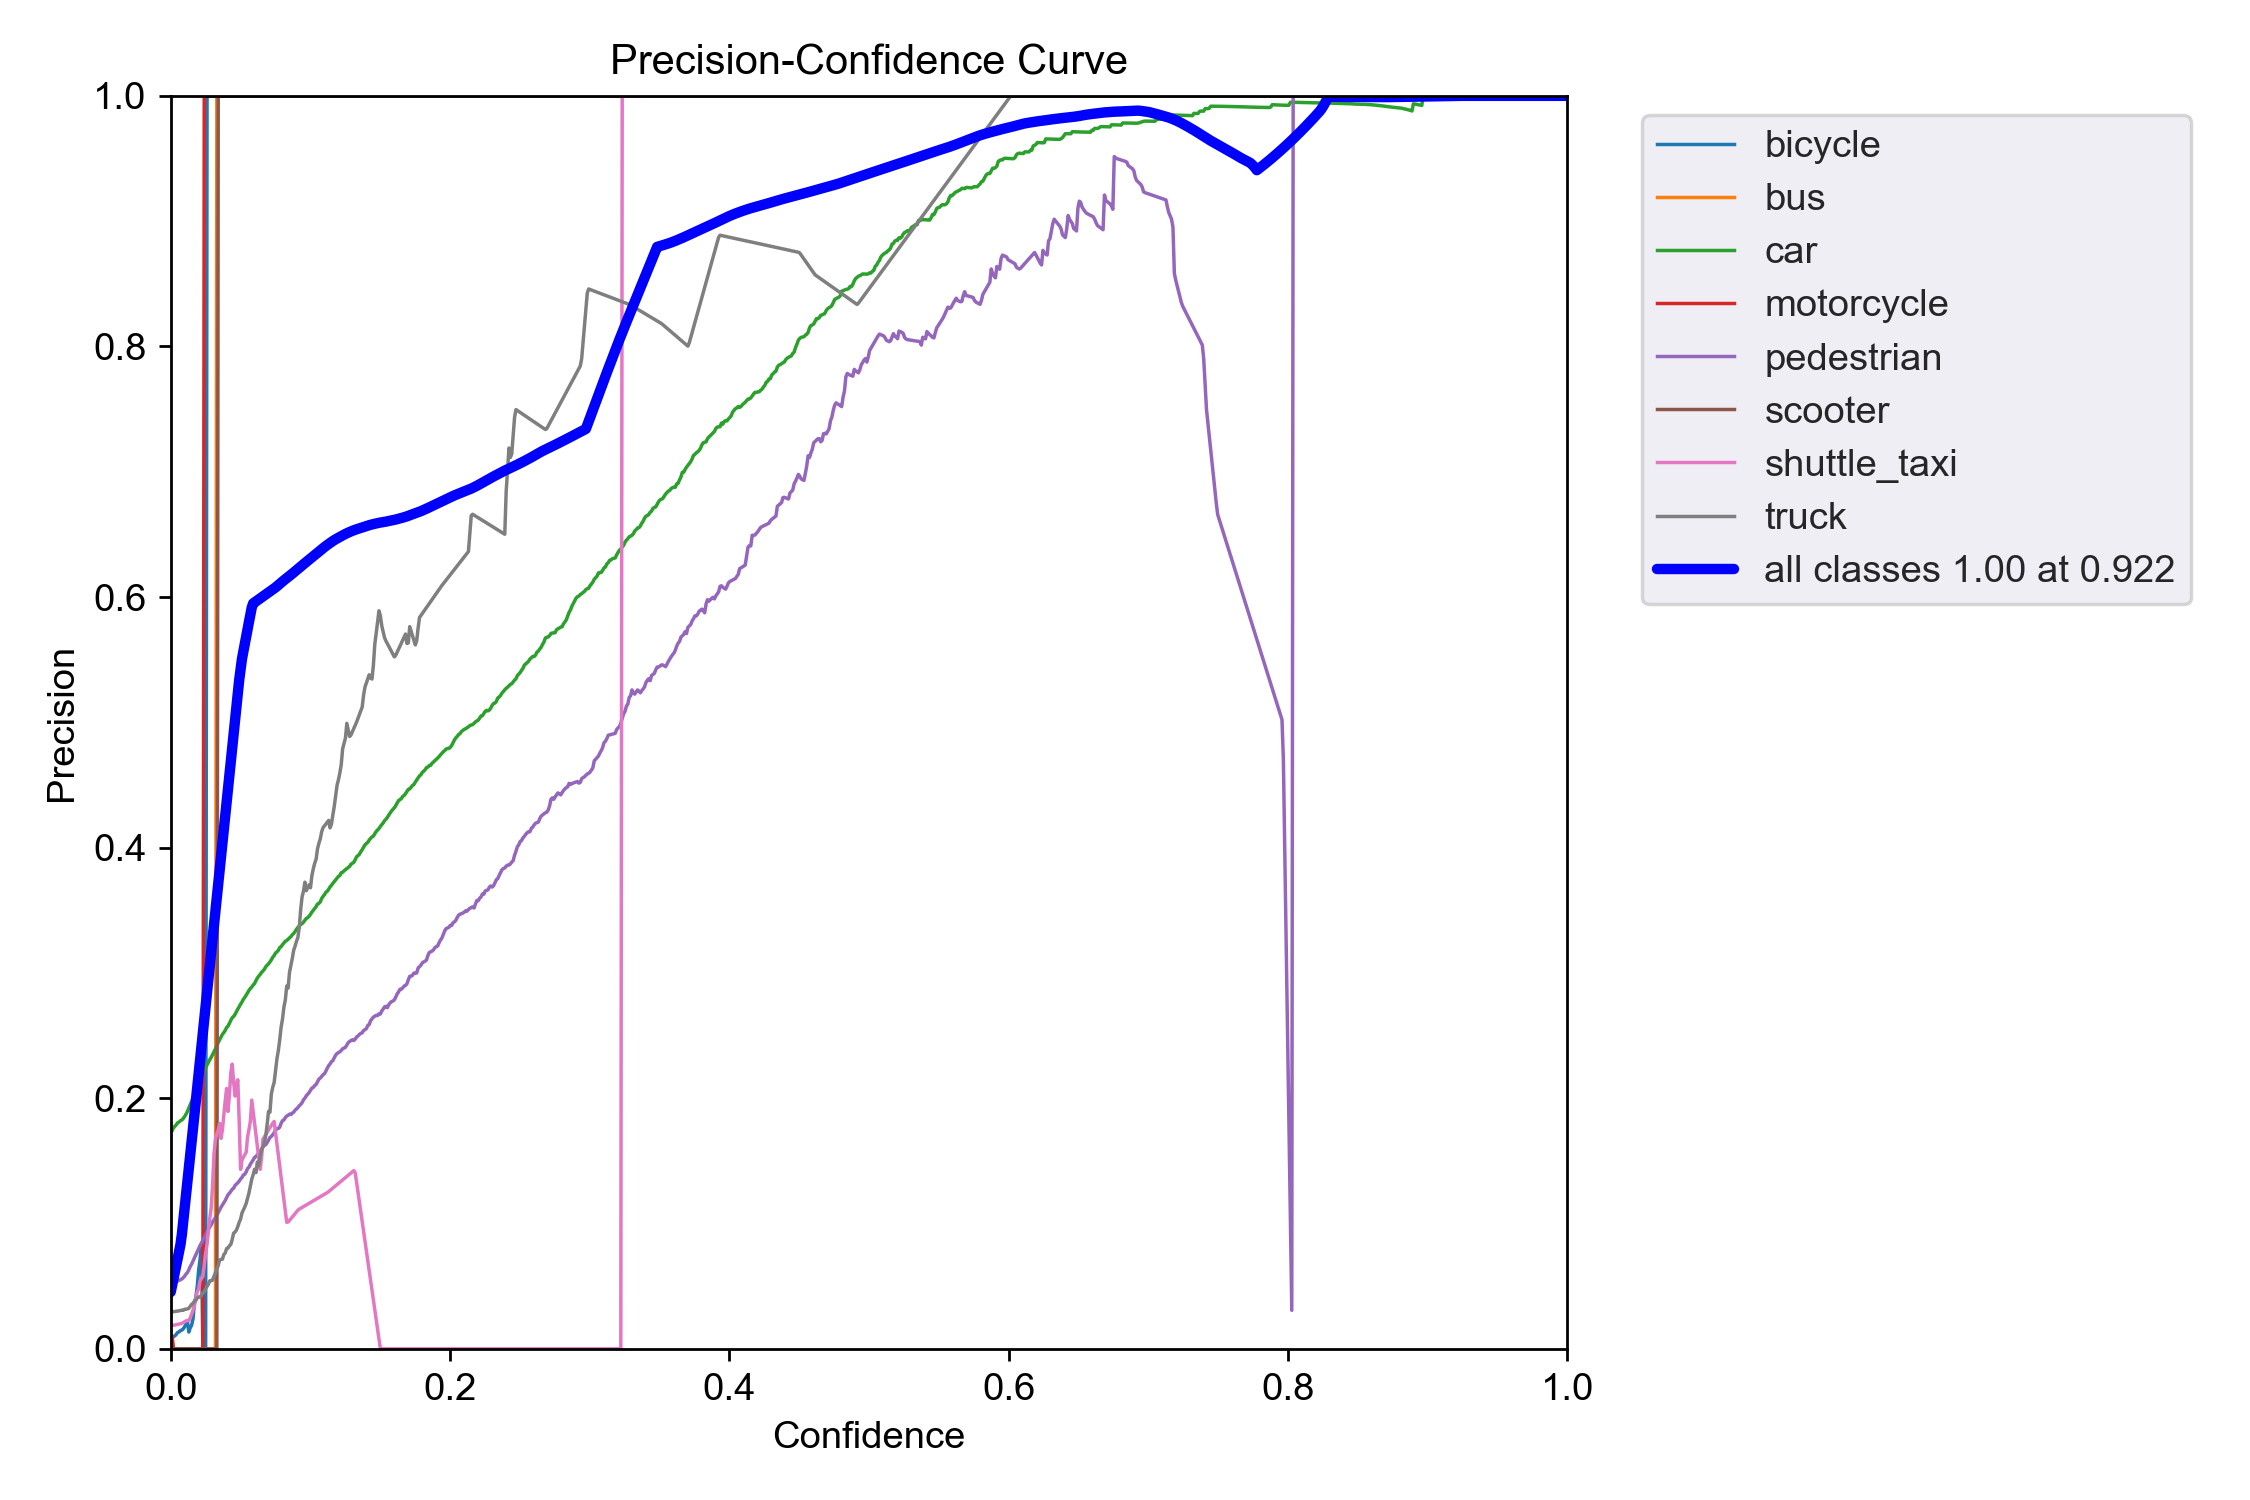 Precision-Confidence Curve
1.0
0.8
0.6
0.4
0.2
0.0
Precision
0.0 0.2 0.4 0.6 0.8 1.0
Confidence
bicycle
bus
car
motorcycle
pedestrian
scooter
shuttle_taxi
truck
all classes 1.00 at 0.922